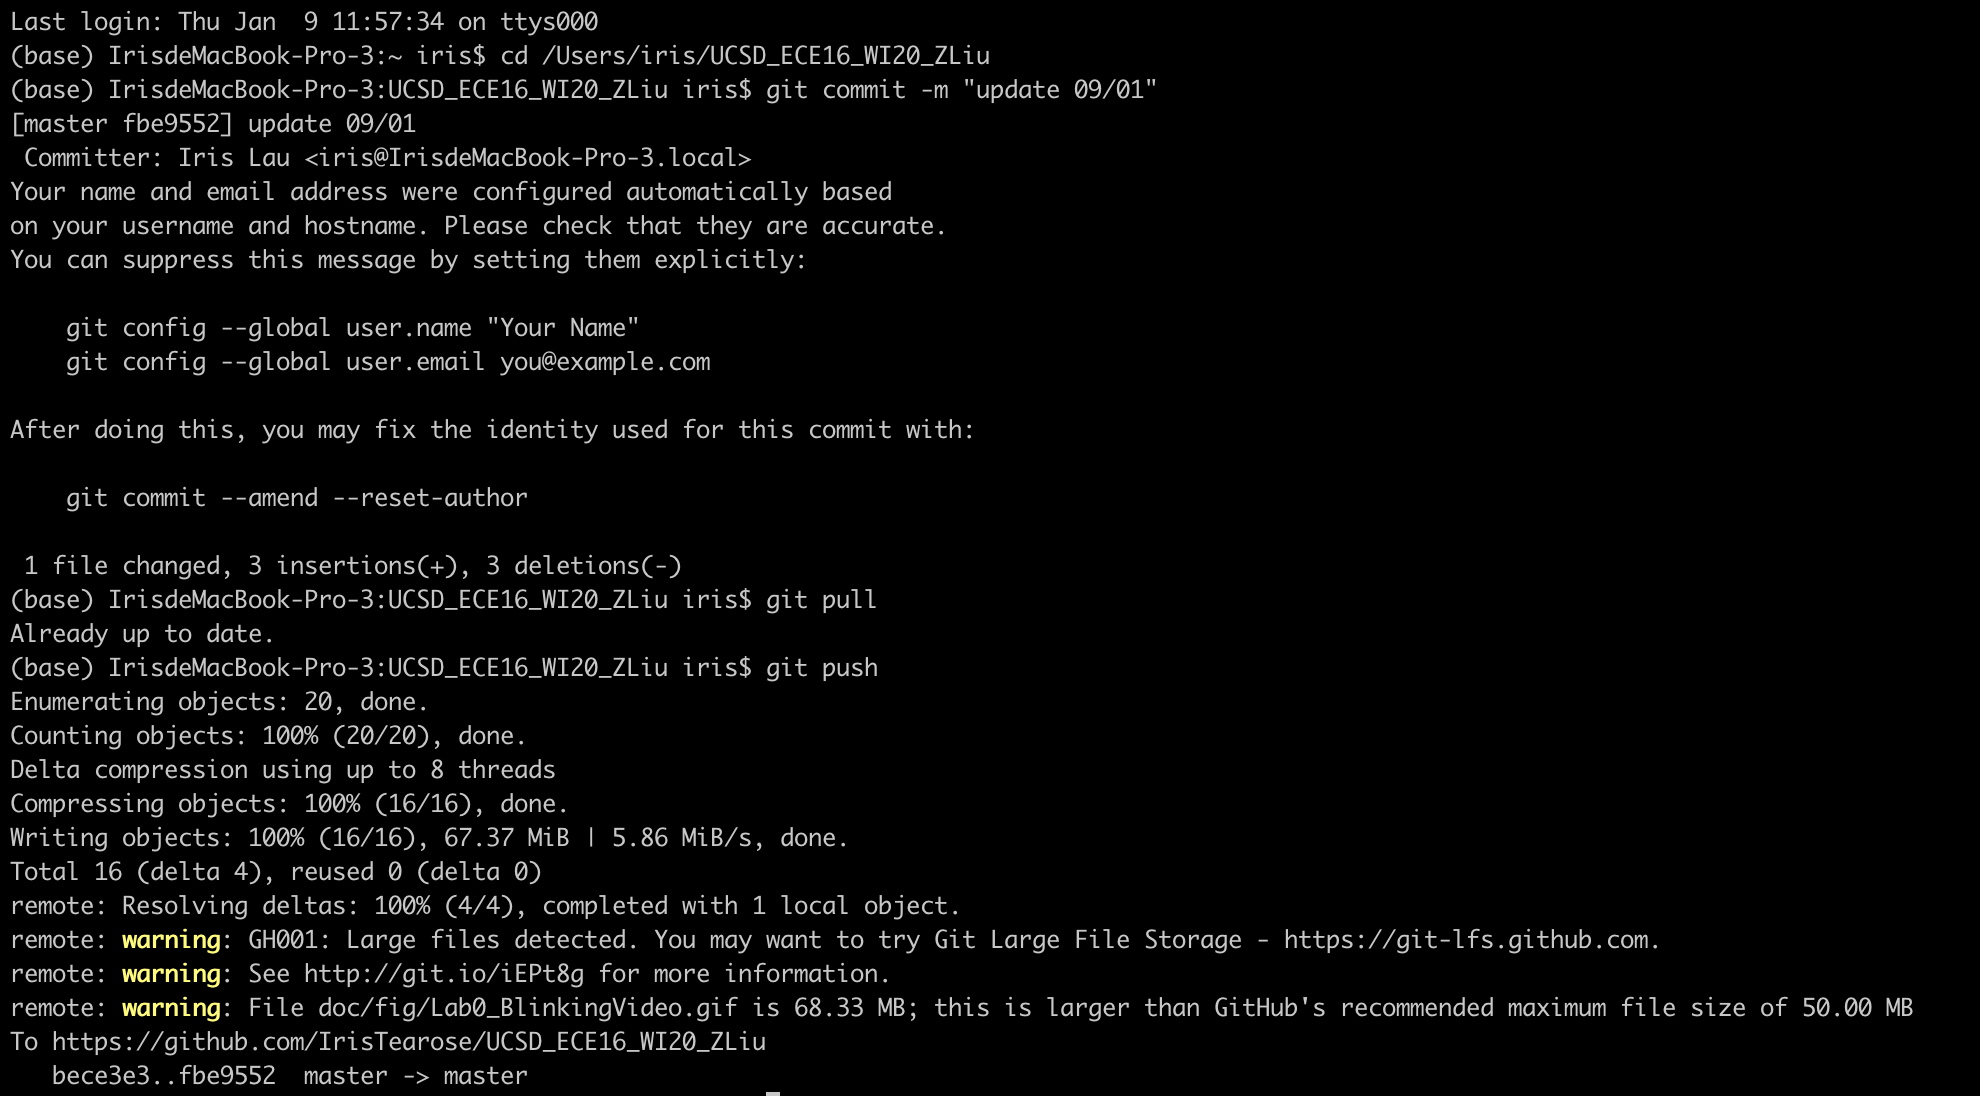 Last login: Thu Jan  9 11:57:34 on ttys000
(base) IrisdeMacBook-Pro-3:~ iris$ cd /Users/iris/UCSD_ECE16_WI20_ZLiu
(base) IrisdeMacBook-Pro-3:UCSD_ECE16_WI20_ZLiu iris$ git commit -m "update 09/01"
[master fbe9552] update 09/01
 Committer: Iris Lau <iris@IrisdeMacBook-Pro-3.local>
Your name and email address were configured automatically based
on your username and hostname. Please check that they are accurate.
You can suppress this message by setting them explicitly:

    git config --global user.name "Your Name"
    git config --global user.email you@example.com

After doing this, you may fix the identity used for this commit with:

    git commit --amend --reset-author

 1 file changed, 3 insertions(+), 3 deletions(-)
(base) IrisdeMacBook-Pro-3:UCSD_ECE16_WI20_ZLiu iris$ git pull
Already up to date.
(base) IrisdeMacBook-Pro-3:UCSD_ECE16_WI20_ZLiu iris$ git push
Enumerating objects: 20, done.
Counting objects: 100% (20/20), done.
Delta compression using up to 8 threads
Compressing objects: 100% (16/16), done.
Writing objects: 100% (16/16), 67.37 MiB | 5.86 MiB/s, done.
Total 16 (delta 4), reused 0 (delta 0)
remote: Resolving deltas: 100% (4/4), completed with 1 local object.
remote: warning: GH001: Large files detected. You may want to try Git Large File Storage - https://git-lfs.github.com.
remote: warning: See http://git.io/iEPt8g for more information.
remote: warning: File doc/fig/Lab0_BlinkingVideo.gif is 68.33 MB; this is larger than GitHub's recommended maximum file size of 50.00 MB
To https://github.com/IrisTearose/UCSD_ECE16_WI20_ZLiu
   bece3e3..fbe9552  master -> master